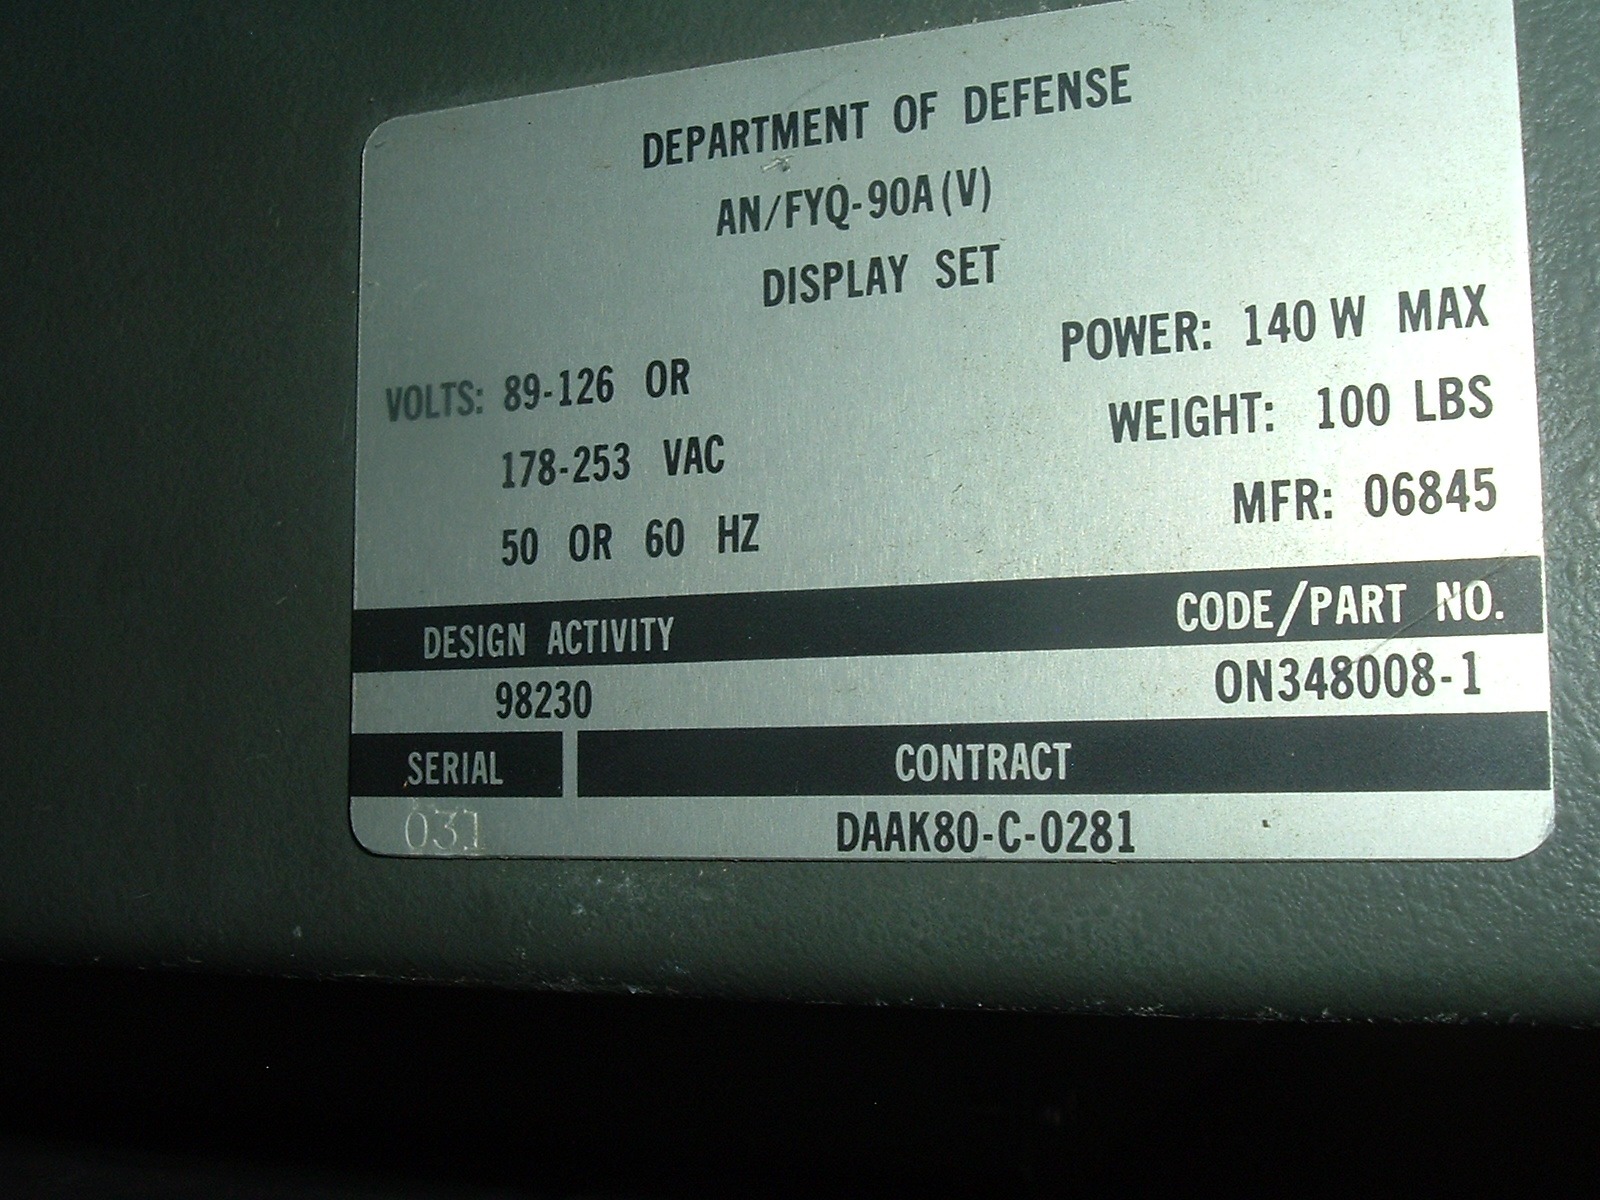 DEPARTMENT OF DEFENSE
AN/FYQ-90A(V)
DISPLAY SET
VOLTS: 89-126 OR
178-253 VAC
50 OR 60 HZ
POWER: 140 W MAX
WEIGHT: 100 LBS
MFR: 06845
DESIGN ACTIVITY CODE/PART NO.
98230 ON348008-1
SERIAL CONTRACT
031 DAAK80-C-0281